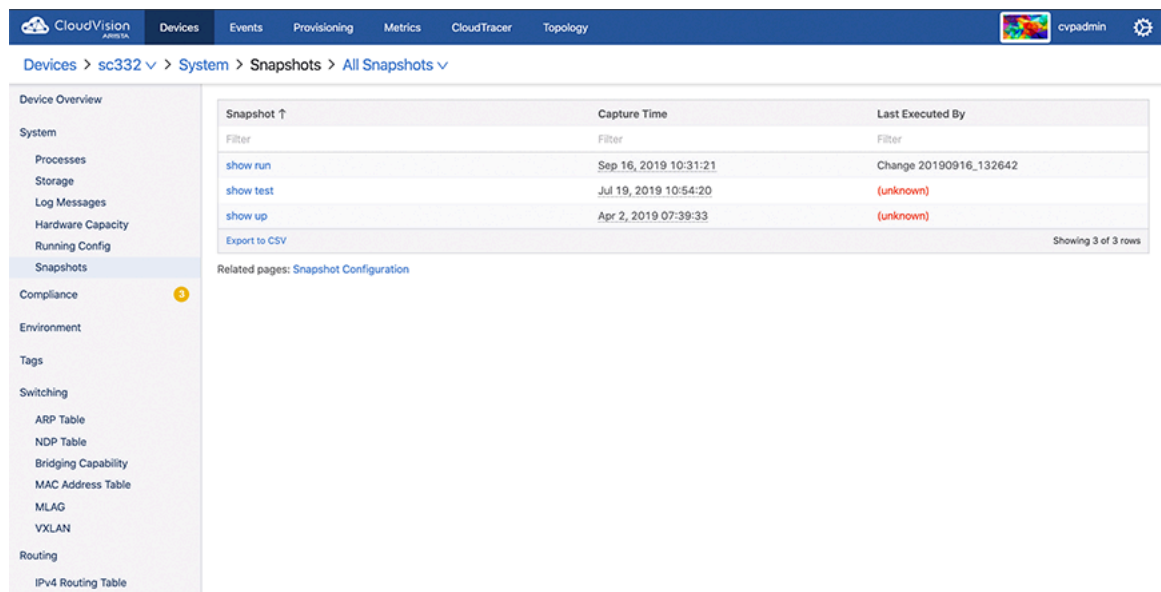 CloudVision
ARISTA
Devices Events Provisioning Metrics CloudTracer Topology cvpadmin
Devices > sc332 > System > Snapshots > All Snapshots
Device Overview
System
Processes
Storage
Log Messages
Hardware Capacity
Running Config
Snapshots
Compliance 3
Environment
Tags
Switching
ARP Table
NDP Table
Bridging Capability
MAC Address Table
MLAG
VXLAN
Routing
IPv4 Routing Table
Snapshot ↑ Capture Time Last Executed By
Filter Filter Filter
show run Sep 16, 2019 10:31:21 Change 20190916_132642
show test Jul 19, 2019 10:54:20 (unknown)
show up Apr 2, 2019 07:39:33 (unknown)
Export to CSV Showing 3 of 3 rows
Related pages: Snapshot Configuration